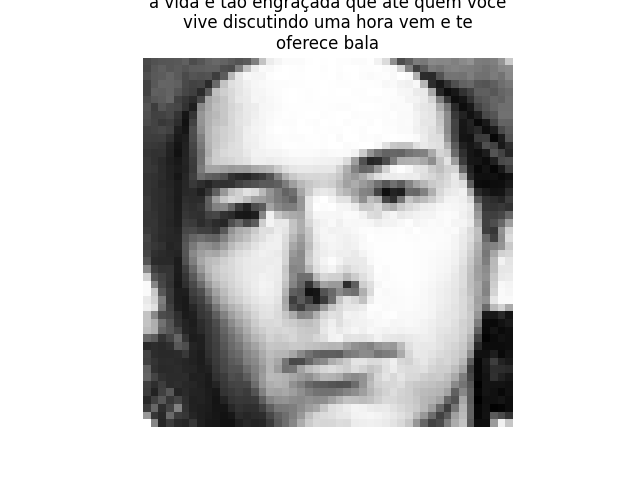 a vida é tão engraçada que até quem você
vive discutindo uma hora vem e te
oferece bala